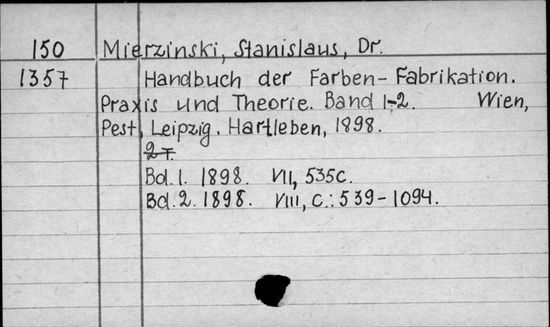 150 Mierzinski, Stanislaus, Dr.
1357 Handbuch der Farben-Fabrikation.
Praxis und Theorie. Band 1-2. Wien,
Pest, Leipzig, Hartleben, 1898.
2 т.
Bd. 1. 1898. VII, 535c.
Bd. 2. 1898. VIII, c.: 539-1094.